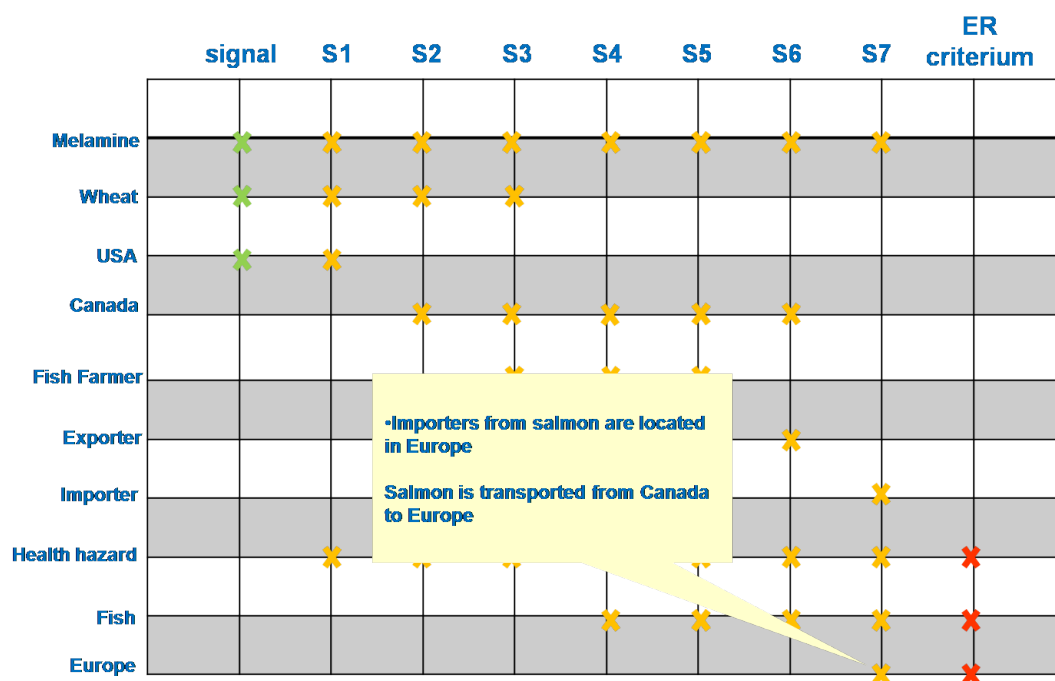 ER
signal S1 S2 S3 S4 S5 S6 S7 criterium
Melamine
Wheat
USA
Canada
Fish Farmer
Exporter
Importer
Health hazard
Fish
Europe
•Importers from salmon are located
in Europe
Salmon is transported from Canada
to Europe